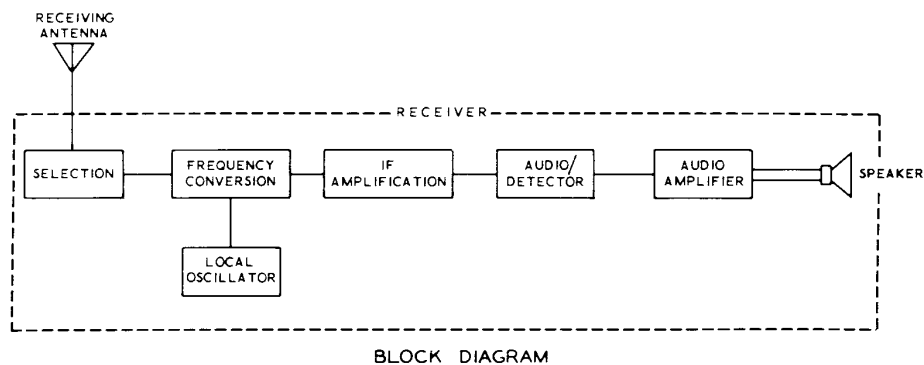 RECEIVING
ANTENNA
RECEIVER
SELECTION
FREQUENCY
CONVERSION
IF
AMPLIFICATION
AUDIO/
DETECTOR
AUDIO
AMPLIFIER
SPEAKER
LOCAL
OSCILLATOR
BLOCK DIAGRAM